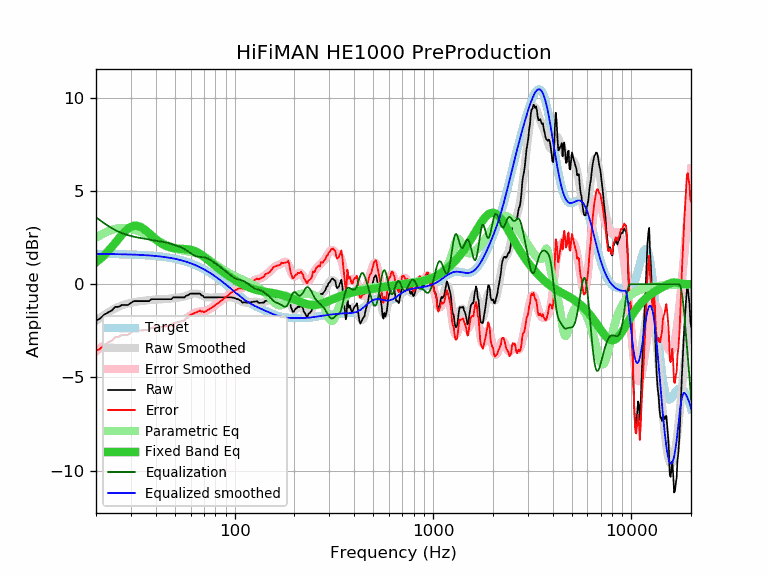 HiFiMAN HE1000 PreProduction
Amplitude (dBr)
10
5
0
−5
−10
Target
Raw Smoothed
Error Smoothed
Raw
Error
Parametric Eq
Fixed Band Eq
Equalization
Equalized smoothed
100
1000
10000
Frequency (Hz)